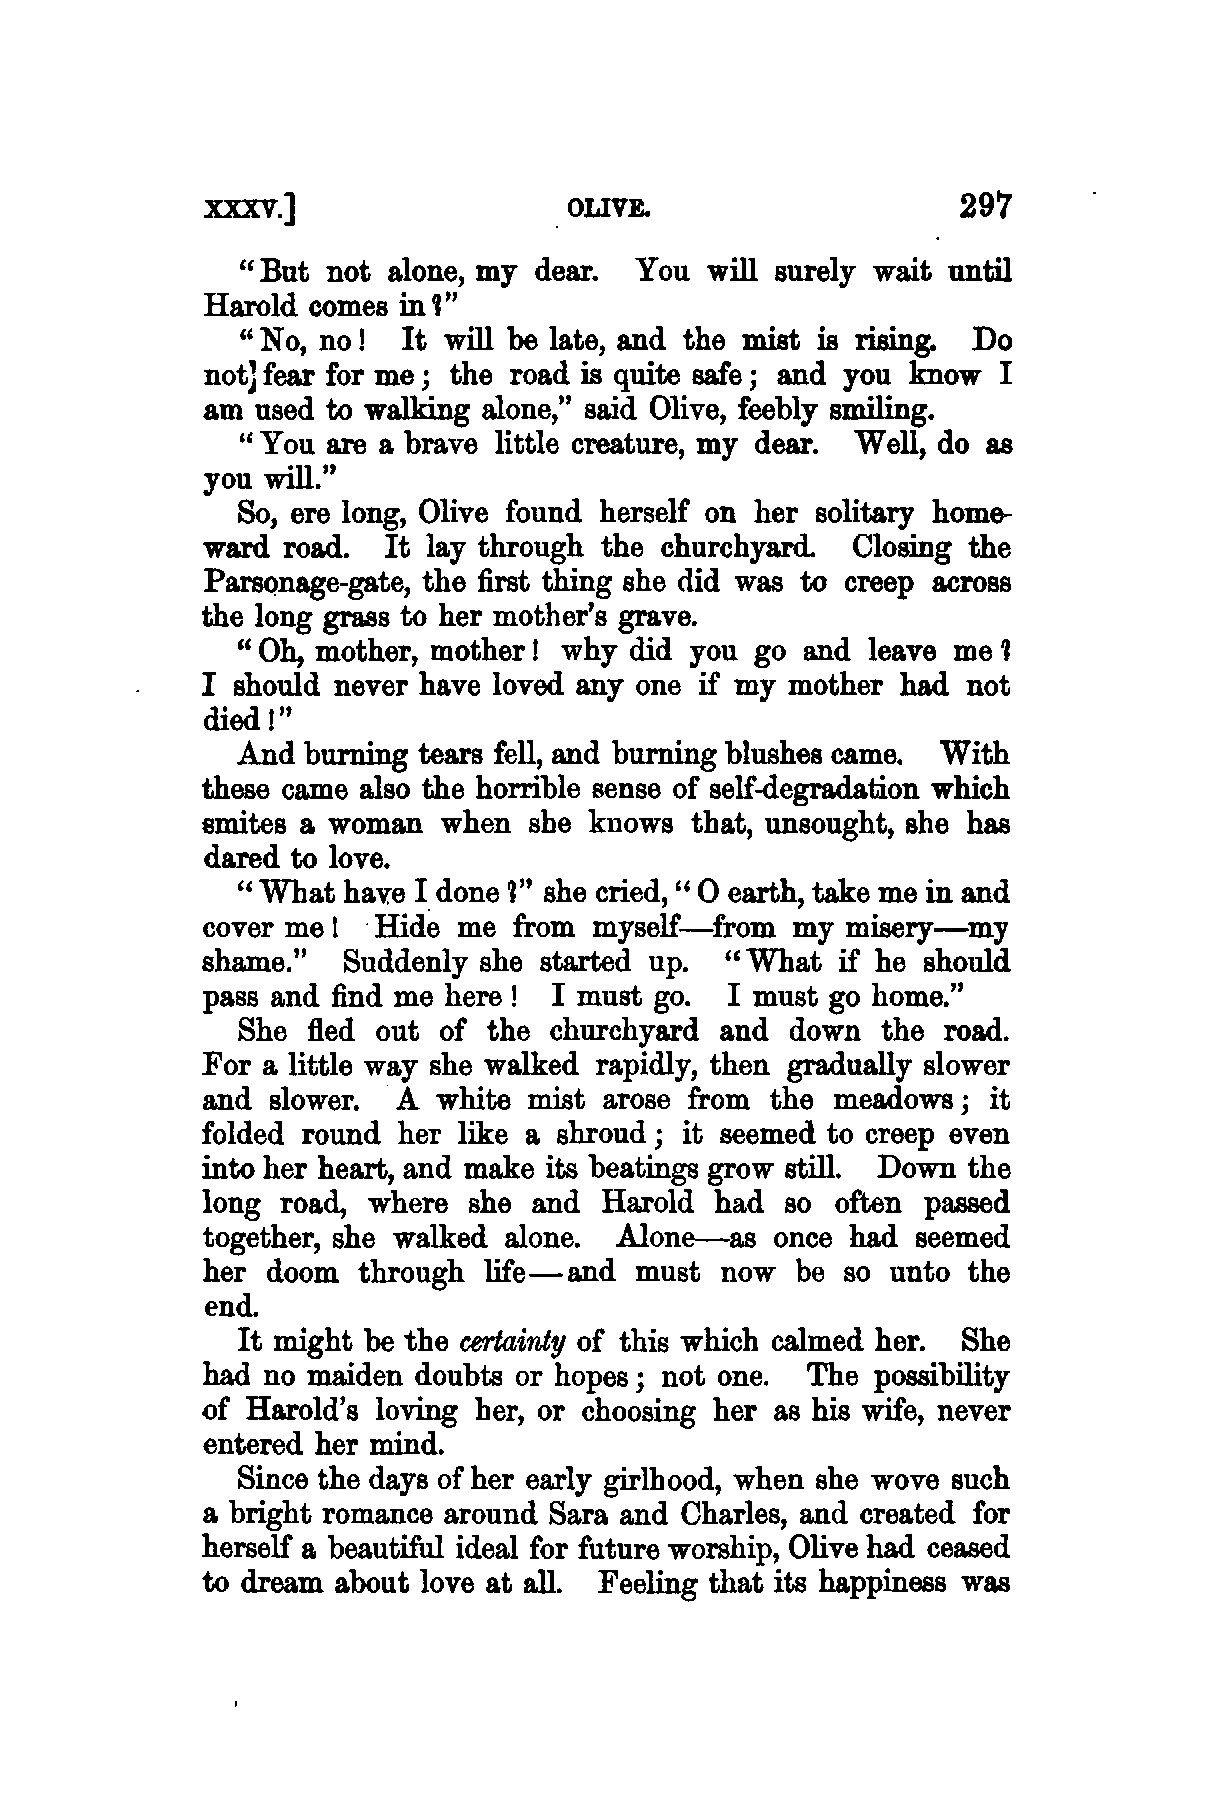 XXXV.] OLIVE. 297
"But not alone, my dear. You will surely wait until
Harold comes in?"
"No, no! It will be late, and the mist is rising. Do
not] fear for me; the road is quite safe; and you know I
am used to walking alone," said Olive, feebly smiling.
"You are a brave little creature, my dear. Well, do as
you will."
So, ere long, Olive found herself on her solitary home-
ward road. It lay through the churchyard. Closing the
Parsonage-gate, the first thing she did was to creep across
the long grass to her mother's grave.
"Oh, mother, mother! why did you go and leave me?
I should never have loved any one if my mother had not
died!"
And burning tears fell, and burning blushes came. With
these came also the horrible sense of self-degradation which
smites a woman when she knows that, unsought, she has
dared to love.
"What have I done?" she cried, "O earth, take me in and
cover me! Hide me from myself—from my misery—my
shame." Suddenly she started up. "What if he should
pass and find me here! I must go. I must go home."
She fled out of the churchyard and down the road.
For a little way she walked rapidly, then gradually slower
and slower. A white mist arose from the meadows; it
folded round her like a shroud; it seemed to creep even
into her heart, and make its beatings grow still. Down the
long road, where she and Harold had so often passed
together, she walked alone. Alone—as once had seemed
her doom through life—and must now be so unto the
end.
It might be the certainty of this which calmed her. She
had no maiden doubts or hopes; not one. The possibility
of Harold's loving her, or choosing her as his wife, never
entered her mind.
Since the days of her early girlhood, when she wove such
a bright romance around Sara and Charles, and created for
herself a beautiful ideal for future worship, Olive had ceased
to dream about love at all. Feeling that its happiness was